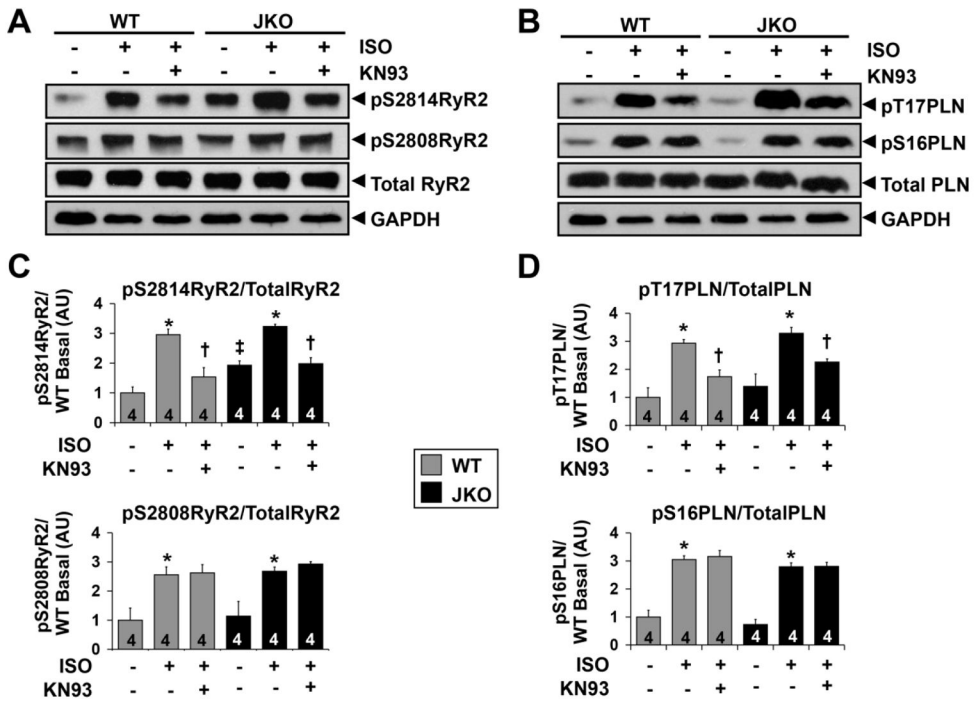 A
WT JKO
- + + - + + ISO
- - + - - + KN93
pS2814RyR2
pS2808RyR2
Total RyR2
GAPDH
B
WT JKO
- + + - + + ISO
- - + - - + KN93
pT17PLN
pS16PLN
Total PLN
GAPDH
C
pS2814RyR2/TotalRyR2
pS2814RyR2/
WT Basal (AU)
4
3
2
1
0
* † ‡ * †
4 4 4 4 4 4
ISO - + + - + +
KN93 - - + - - +
pS2808RyR2/TotalRyR2
pS2808RyR2/
WT Basal (AU)
4
3
2
1
0
* *
4 4 4 4 4 4
ISO - + + - + +
KN93 - - + - - +
WT
JKO
D
pT17PLN/TotalPLN
pT17PLN/
WT Basal (AU)
4
3
2
1
0
* † * †
4 4 4 4 4 4
ISO - + + - + +
KN93 - - + - - +
pS16PLN/TotalPLN
pS16PLN/
WT Basal (AU)
4
3
2
1
0
* *
4 4 4 4 4 4
ISO - + + - + +
KN93 - - + - - +